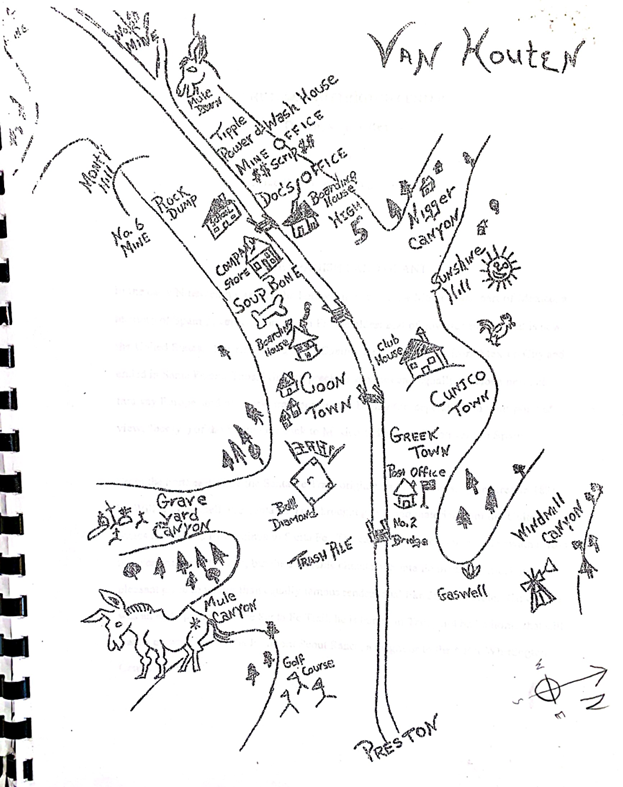 VAN HOUTEN
MINE
Mule
Barn
Tipple
Power & Wash House
MINE OFFICE
$$ Scrip $$
Doc's OFFICE
Boarding
House
HIGH
5
Nigger
CANYON
Sunshine
Hill
Monty
Hill
ROCK
DUMP
No. 6
MINE
School
COMPANY
Store
SOUP BONE
Boarding
House
Club
House
CUNICO
TOWN
COON
TOWN
GREEK
TOWN
Post Office
Ball
Diamond
No. 2
Bridge
TRASH PILE
Grave
yard
CANYON
Windmill
CANYON
Gaswell
Mule
CANYON
Golf
Course
PRESTON
W
S
N
E